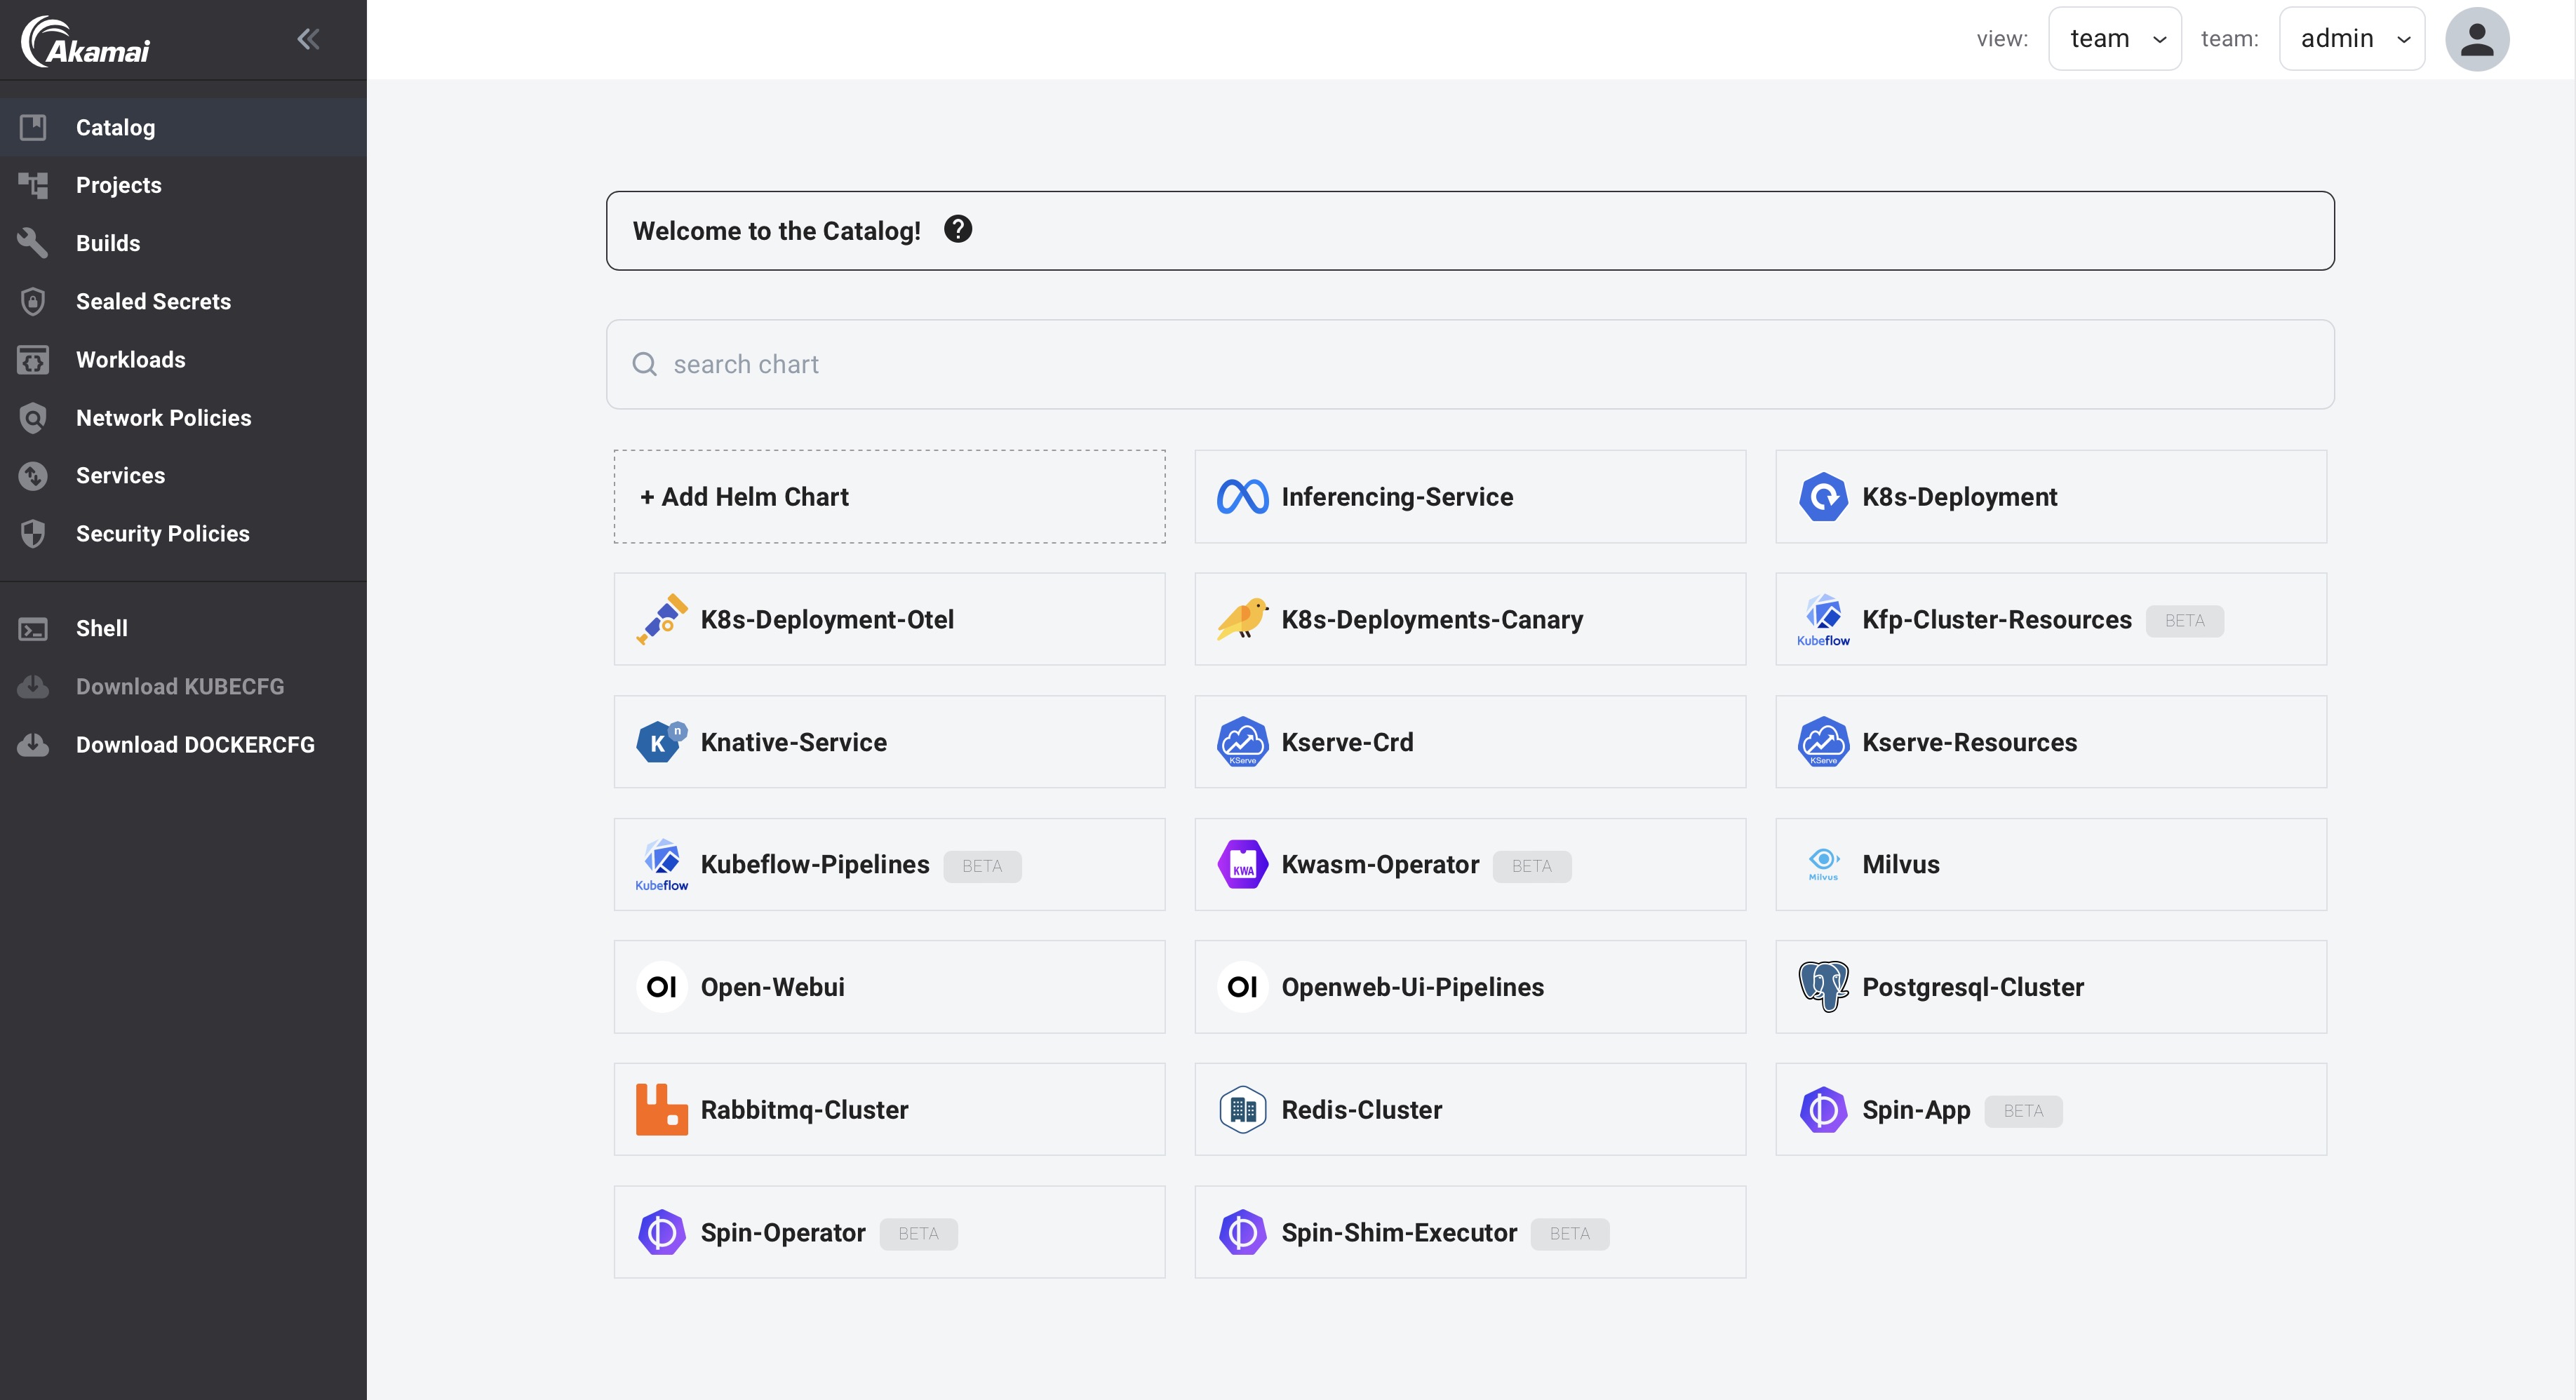 Akamai
view: team team: admin
Catalog
Projects
Builds
Sealed Secrets
Workloads
Network Policies
Services
Security Policies
Shell
Download KUBECFG
Download DOCKERCFG
Welcome to the Catalog! ?
search chart
+ Add Helm Chart
Inferencing-Service
K8s-Deployment
K8s-Deployment-Otel
K8s-Deployments-Canary
Kubeflow
Kfp-Cluster-Resources BETA
K n
Knative-Service
KServe
Kserve-Crd
KServe
Kserve-Resources
Kubeflow
Kubeflow-Pipelines BETA
KWA
Kwasm-Operator BETA
Milvus
Milvus
OI
Open-Webui
OI
Openweb-Ui-Pipelines
Postgresql-Cluster
Rabbitmq-Cluster
Redis-Cluster
Spin-App BETA
Spin-Operator BETA
Spin-Shim-Executor BETA